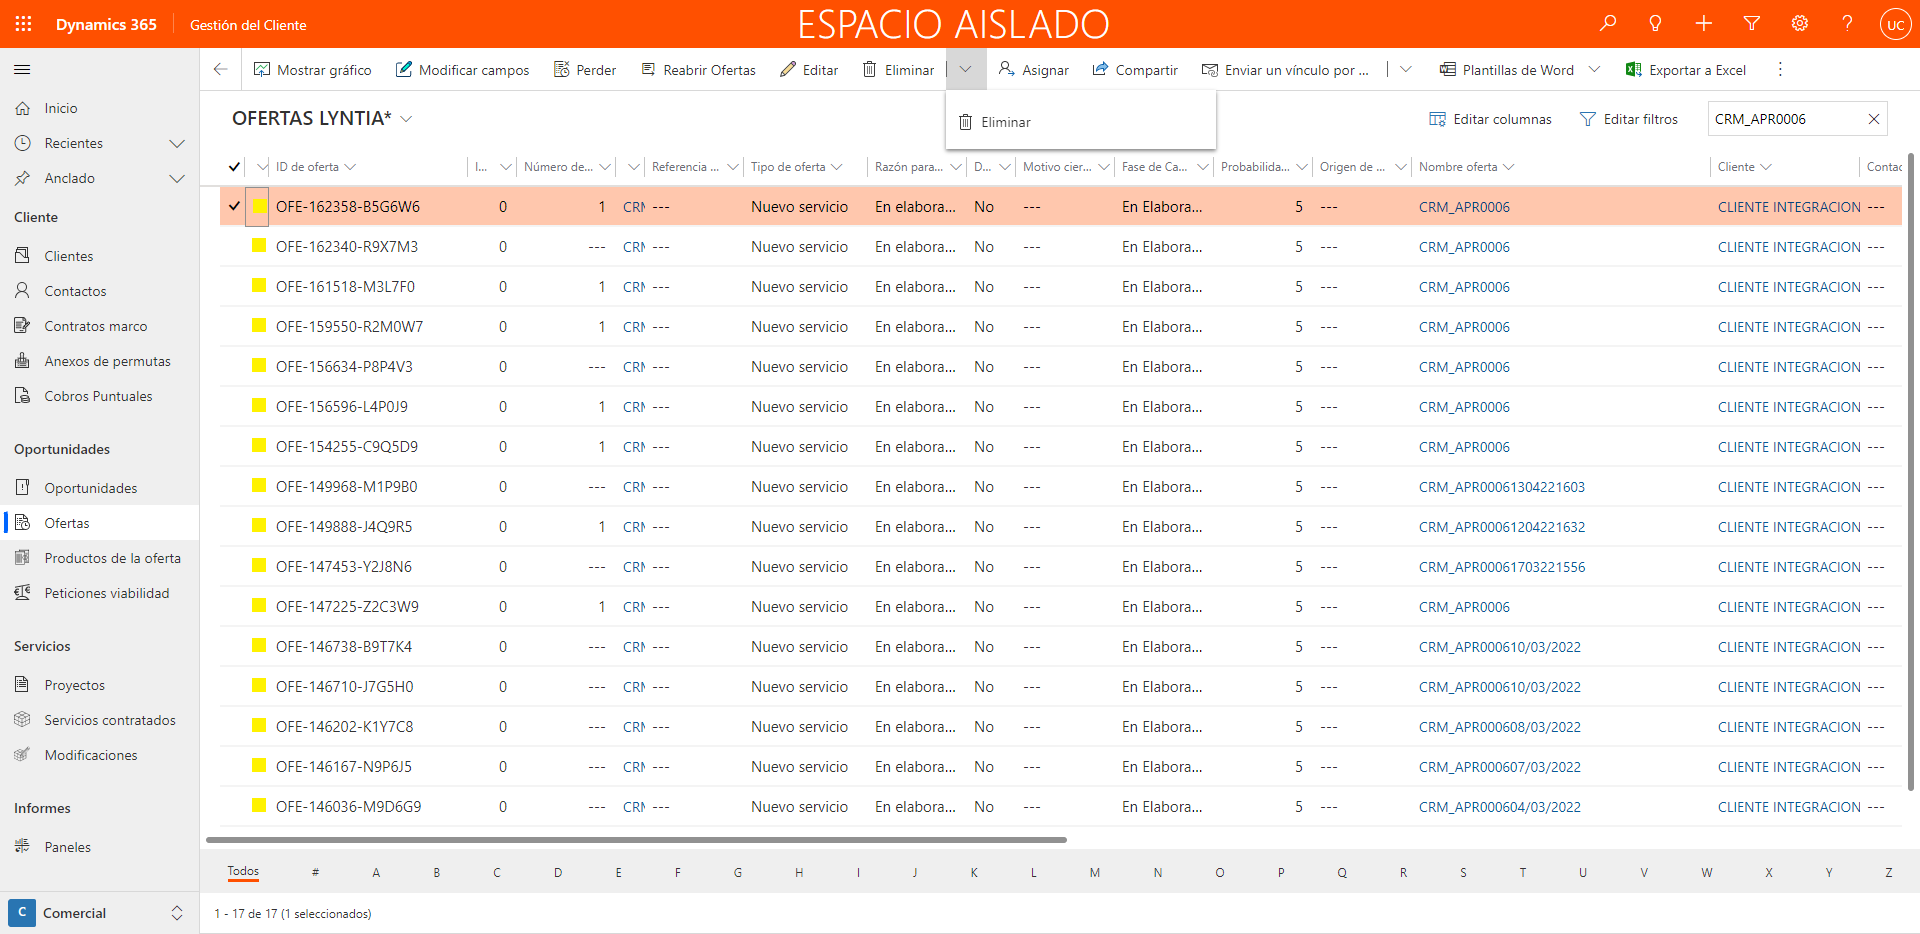 Dynamics 365 Gestión del Cliente ESPACIO AISLADO UC
Mostrar gráfico Modificar campos Perder Reabrir Ofertas Editar Eliminar Asignar Compartir Enviar un vínculo por ... Plantillas de Word Exportar a Excel
Eliminar
Inicio
Recientes
Anclado
Cliente
Clientes
Contactos
Contratos marco
Anexos de permutas
Cobros Puntuales
Oportunidades
Oportunidades
Ofertas
Productos de la oferta
Peticiones viabilidad
Servicios
Proyectos
Servicios contratados
Modificaciones
Informes
Paneles
C Comercial
OFERTAS LYNTIA*
Editar columnas Editar filtros CRM_APR0006
ID de oferta I... Número de... Referencia ... Tipo de oferta Razón para... D... Motivo cier... Fase de Ca... Probabilida... Origen de ... Nombre oferta Cliente Contac
OFE-162358-B5G6W6 0 1 CRM --- Nuevo servicio En elabora... No --- En Elabora... 5 --- CRM_APR0006 CLIENTE INTEGRACION ---
OFE-162340-R9X7M3 0 --- CRM --- Nuevo servicio En elabora... No --- En Elabora... 5 --- CRM_APR0006 CLIENTE INTEGRACION ---
OFE-161518-M3L7F0 0 1 CRM --- Nuevo servicio En elabora... No --- En Elabora... 5 --- CRM_APR0006 CLIENTE INTEGRACION ---
OFE-159550-R2M0W7 0 1 CRM --- Nuevo servicio En elabora... No --- En Elabora... 5 --- CRM_APR0006 CLIENTE INTEGRACION ---
OFE-156634-P8P4V3 0 --- CRM --- Nuevo servicio En elabora... No --- En Elabora... 5 --- CRM_APR0006 CLIENTE INTEGRACION ---
OFE-156596-L4P0J9 0 1 CRM --- Nuevo servicio En elabora... No --- En Elabora... 5 --- CRM_APR0006 CLIENTE INTEGRACION ---
OFE-154255-C9Q5D9 0 1 CRM --- Nuevo servicio En elabora... No --- En Elabora... 5 --- CRM_APR0006 CLIENTE INTEGRACION ---
OFE-149968-M1P9B0 0 --- CRM --- Nuevo servicio En elabora... No --- En Elabora... 5 --- CRM_APR00061304221603 CLIENTE INTEGRACION ---
OFE-149888-J4Q9R5 0 1 CRM --- Nuevo servicio En elabora... No --- En Elabora... 5 --- CRM_APR00061204221632 CLIENTE INTEGRACION ---
OFE-147453-Y2J8N6 0 --- CRM --- Nuevo servicio En elabora... No --- En Elabora... 5 --- CRM_APR00061703221556 CLIENTE INTEGRACION ---
OFE-147225-Z2C3W9 0 1 CRM --- Nuevo servicio En elabora... No --- En Elabora... 5 --- CRM_APR0006 CLIENTE INTEGRACION ---
OFE-146738-B9T7K4 0 --- CRM --- Nuevo servicio En elabora... No --- En Elabora... 5 --- CRM_APR000610/03/2022 CLIENTE INTEGRACION ---
OFE-146710-J7G5H0 0 --- CRM --- Nuevo servicio En elabora... No --- En Elabora... 5 --- CRM_APR000610/03/2022 CLIENTE INTEGRACION ---
OFE-146202-K1Y7C8 0 --- CRM --- Nuevo servicio En elabora... No --- En Elabora... 5 --- CRM_APR000608/03/2022 CLIENTE INTEGRACION ---
OFE-146167-N9P6J5 0 --- CRM --- Nuevo servicio En elabora... No --- En Elabora... 5 --- CRM_APR000607/03/2022 CLIENTE INTEGRACION ---
OFE-146036-M9D6G9 0 --- CRM --- Nuevo servicio En elabora... No --- En Elabora... 5 --- CRM_APR000604/03/2022 CLIENTE INTEGRACION ---
Todos # A B C D E F G H I J K L M N O P Q R S T U V W X Y Z
1 - 17 de 17 (1 seleccionados)